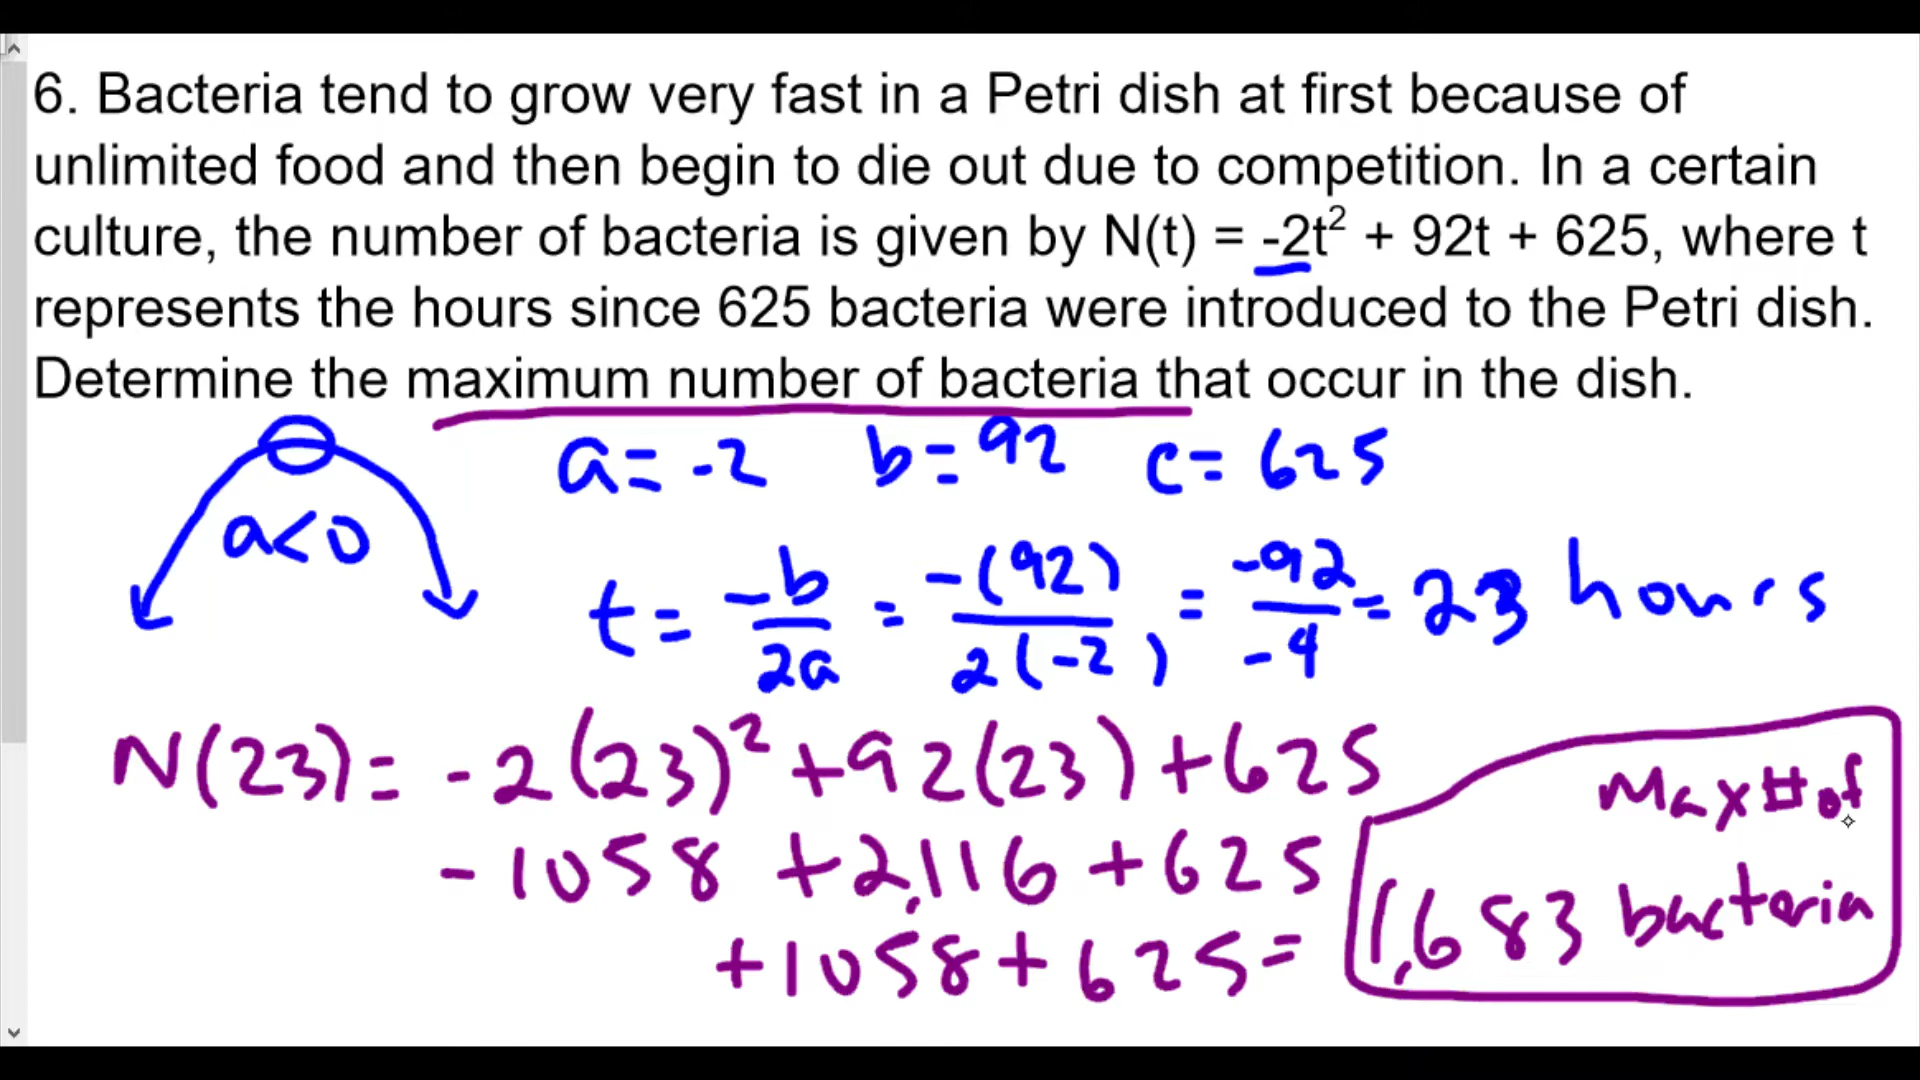 6. Bacteria tend to grow very fast in a Petri dish at first because of
unlimited food and then begin to die out due to competition. In a certain
culture, the number of bacteria is given by N(t) = -2t² + 92t + 625, where t
represents the hours since 625 bacteria were introduced to the Petri dish.
Determine the maximum number of bacteria that occur in the dish.
a<0
a = -2 b = 92 c = 625
t = -b/2a = -(92)/2(-2) = -92/-4 = 23 hours
N(23) = -2(23)² + 92(23) + 625
-1058 + 2,116 + 625
+1058 + 625 =
Max # of
1,683 bacteria